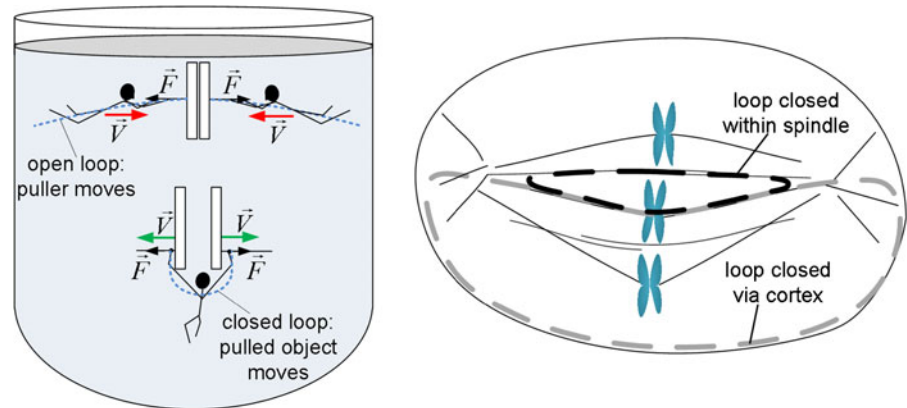 F⃗ F⃗
V⃗ V⃗
open loop:
puller moves
V⃗ V⃗
F⃗ F⃗
closed loop:
pulled object
moves
loop closed
within spindle
loop closed
via cortex